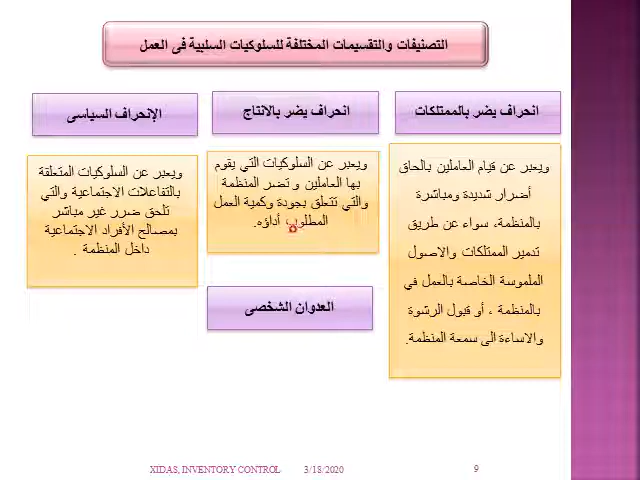 التصنيفات والتقسيمات المختلفة للسلوكيات السلبية فى العمل
انحراف يضر بالممتلكات
ويعبر عن قيام العاملين بالحاق
أضرار شديدة ومباشرة
بالمنظمة، سواء عن طريق
تدمير الممتلكات والاصول
الملموسة الخاصة بالعمل في
بالمنظمة ، أو قبول الرشوة
والاساءة الى سمعة المنظمة.
انحراف يضر بالانتاج
ويعبر عن السلوكيات التي يقوم
بها العاملين و تضر المنظمة
والتي تتعلق بجودة وكمية العمل
المطلوب أداؤه.
الإنحراف السياسى
ويعبر عن السلوكيات المتعلقة
بالتفاعلات الاجتماعية والتي
تلحق ضرر غير مباشر
بمصالح الأفراد الاجتماعية
داخل المنظمة .
العدوان الشخصى
XIDAS, INVENTORY CONTROL 3/18/2020 9